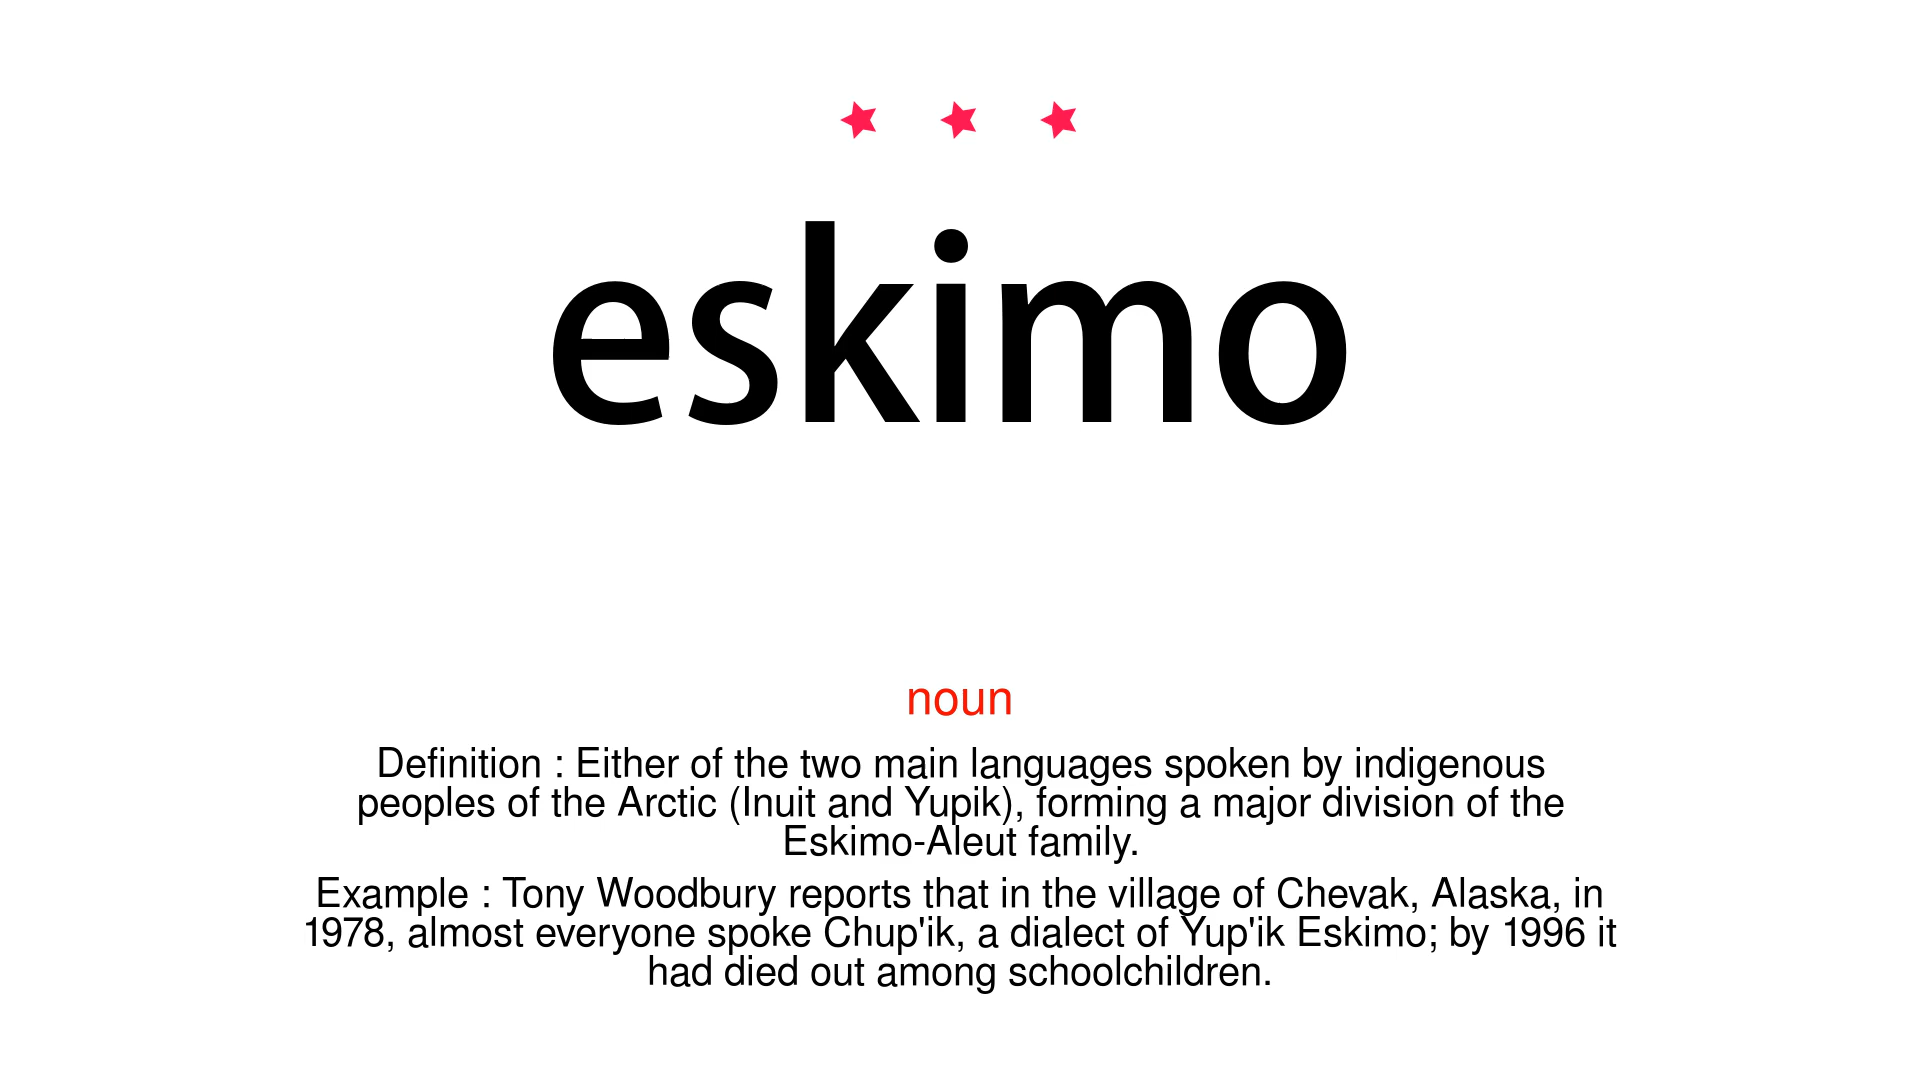 eskimo
noun
Definition : Either of the two main languages spoken by indigenous
peoples of the Arctic (Inuit and Yupik), forming a major division of the
Eskimo-Aleut family.
Example : Tony Woodbury reports that in the village of Chevak, Alaska, in
1978, almost everyone spoke Chup'ik, a dialect of Yup'ik Eskimo; by 1996 it
had died out among schoolchildren.